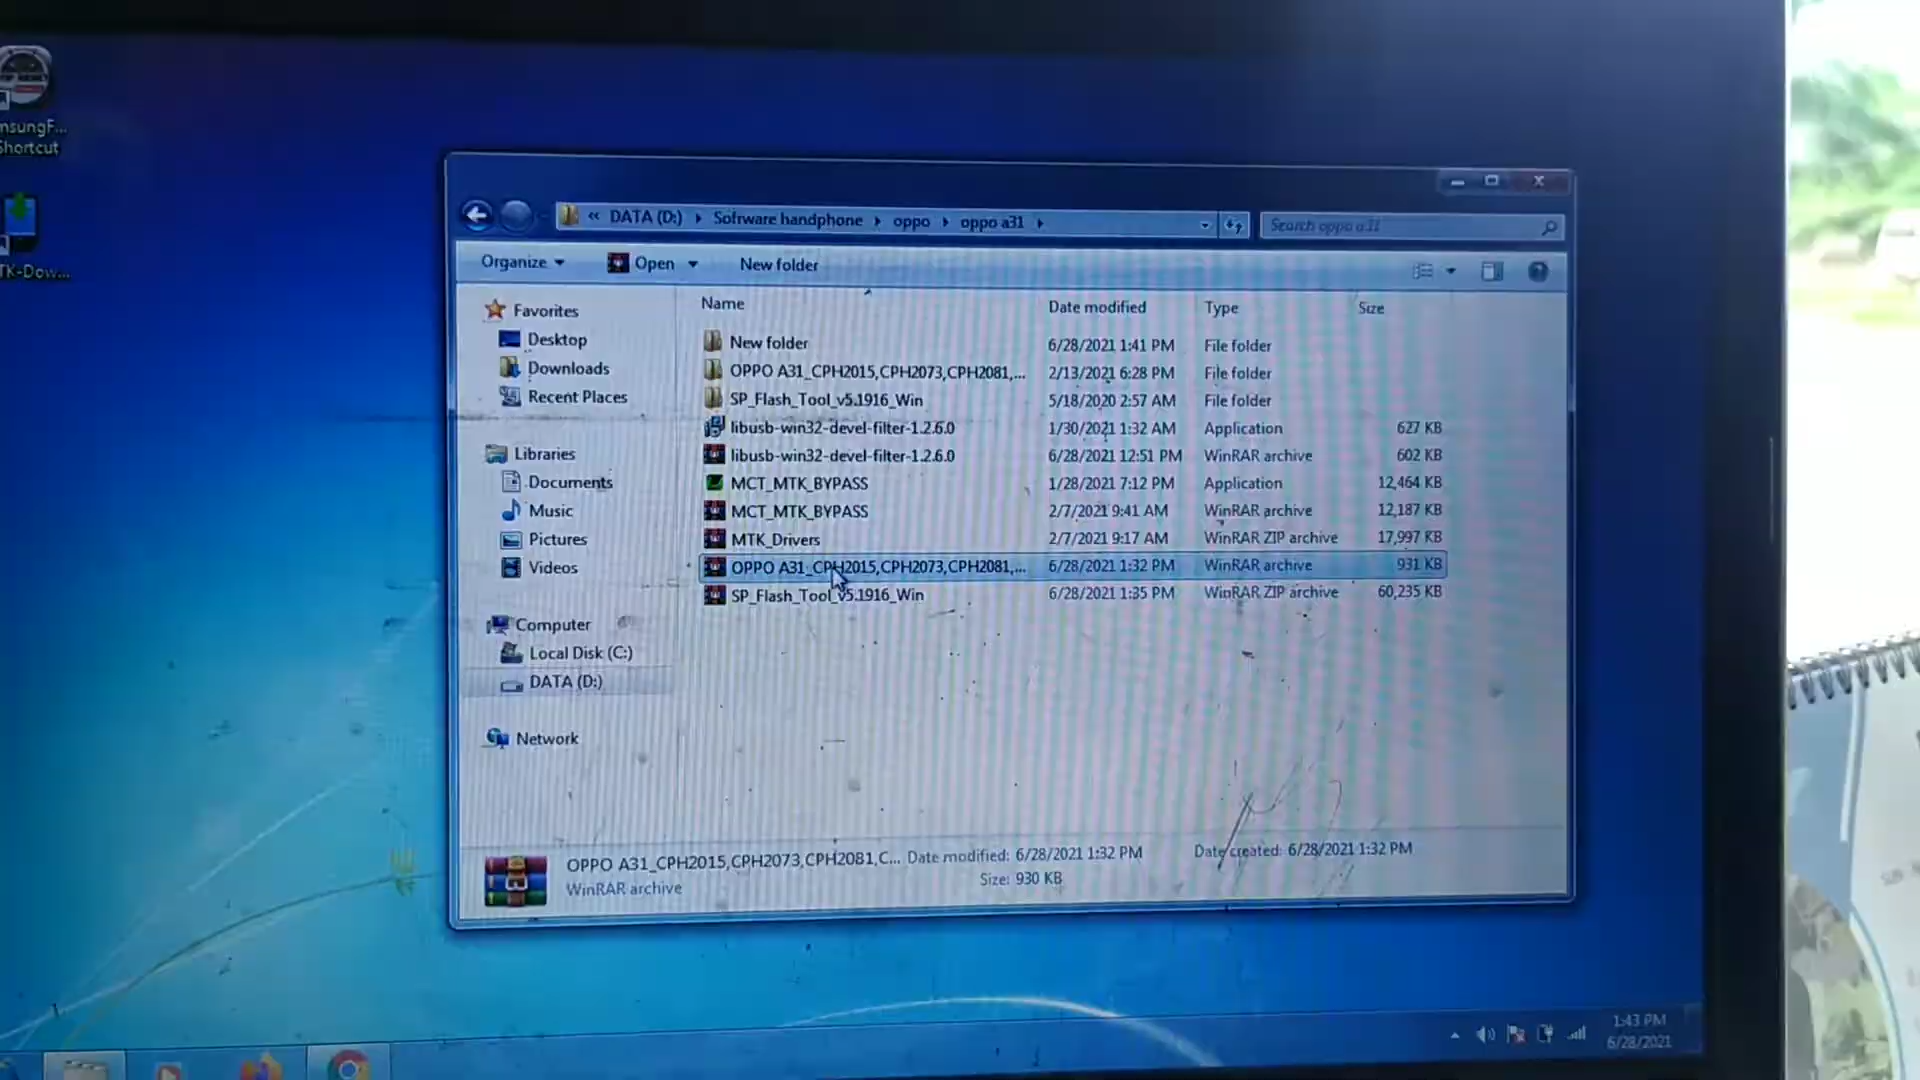 nsungF...
Shortcut
TK-Dow...
« DATA (D:) ▸ Sofrware handphone ▸ oppo ▸ oppo a31 ▸
Search oppo a31
Organize Open New folder
Name Date modified Type Size
Favorites
Desktop
Downloads
Recent Places
Libraries
Documents
Music
Pictures
Videos
Computer
Local Disk (C:)
DATA (D:)
Network
New folder 6/28/2021 1:41 PM File folder
OPPO A31_CPH2015,CPH2073,CPH2081,... 2/13/2021 6:28 PM File folder
SP_Flash_Tool_v5.1916_Win 5/18/2020 2:57 AM File folder
libusb-win32-devel-filter-1.2.6.0 1/30/2021 1:32 AM Application 627 KB
libusb-win32-devel-filter-1.2.6.0 6/28/2021 12:51 PM WinRAR archive 602 KB
MCT_MTK_BYPASS 1/28/2021 7:12 PM Application 12,464 KB
MCT_MTK_BYPASS 2/7/2021 9:41 AM WinRAR archive 12,187 KB
MTK_Drivers 2/7/2021 9:17 AM WinRAR ZIP archive 17,997 KB
OPPO A31_CPH2015,CPH2073,CPH2081,... 6/28/2021 1:32 PM WinRAR archive 931 KB
SP_Flash_Tool_v5.1916_Win 6/28/2021 1:35 PM WinRAR ZIP archive 60,235 KB
OPPO A31_CPH2015,CPH2073,CPH2081,C... Date modified: 6/28/2021 1:32 PM Date created: 6/28/2021 1:32 PM
WinRAR archive Size: 930 KB
1:43 PM
6/28/2021